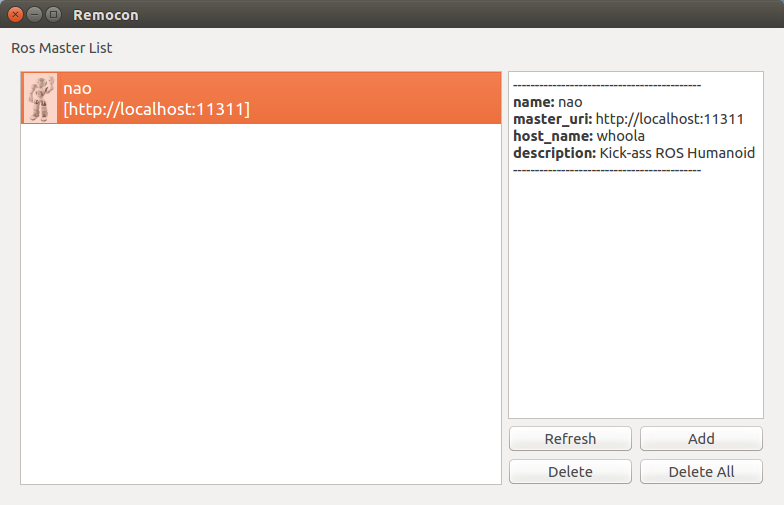 Remocon
Ros Master List
nao
[http://localhost:11311]
-------------------------------------------
name: nao
master_uri: http://localhost:11311
host_name: whoola
description: Kick-ass ROS Humanoid
-------------------------------------------
Refresh
Add
Delete
Delete All